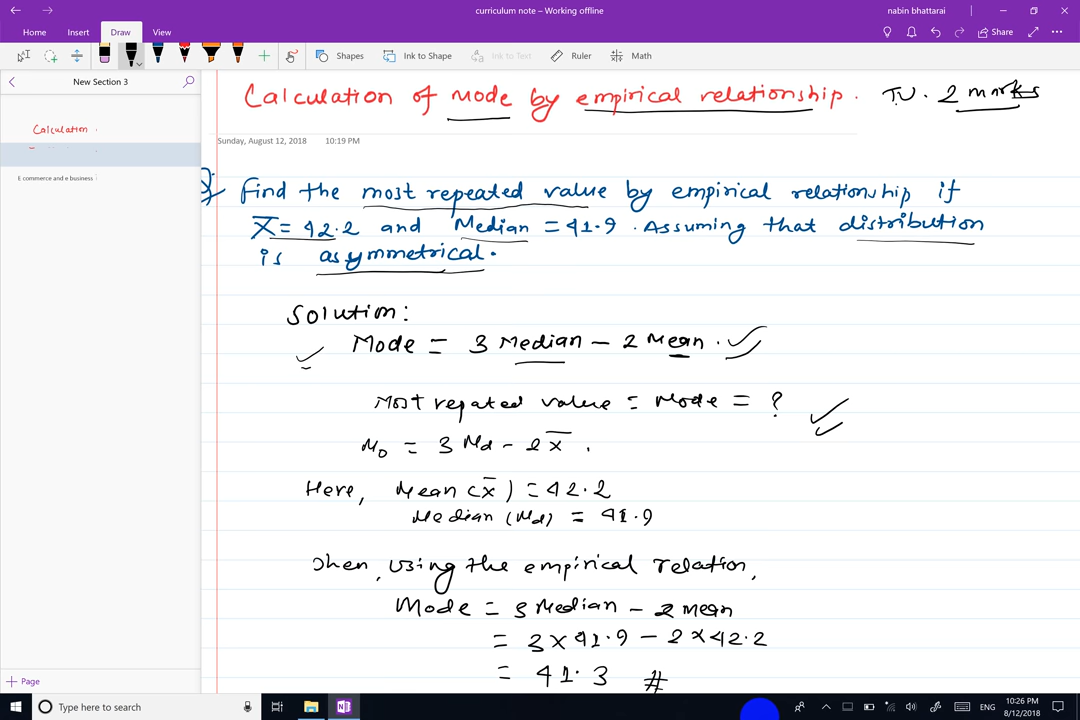 curriculum note – Working offline
nabin bhattarai
Home Insert Draw View
Share
Shapes Ink to Shape Ink to Text Ruler Math
New Section 3
Calculation
E commerce and e business
Page
Calculation of Mode by empirical relationship. T.U. 2 marks
Sunday, August 12, 2018 10:19 PM
Q. Find the most repeated value by empirical relationship if
X̅ = 42.2 and Median = 41.9. Assuming that distribution
is asymmetrical.
Solution:
Mode = 3 Median – 2 Mean.
Most repated value = Mode = ?
Mo = 3 Md – 2 X̅.
Here, Mean (x̅) = 42.2
Median (Md) = 41.9
Then, using the empirical relation,
Mode = 3 Median – 2 Mean
= 3 × 41.9 – 2 × 42.2
= 41.3 #
Type here to search
ENG
10:26 PM
8/12/2018